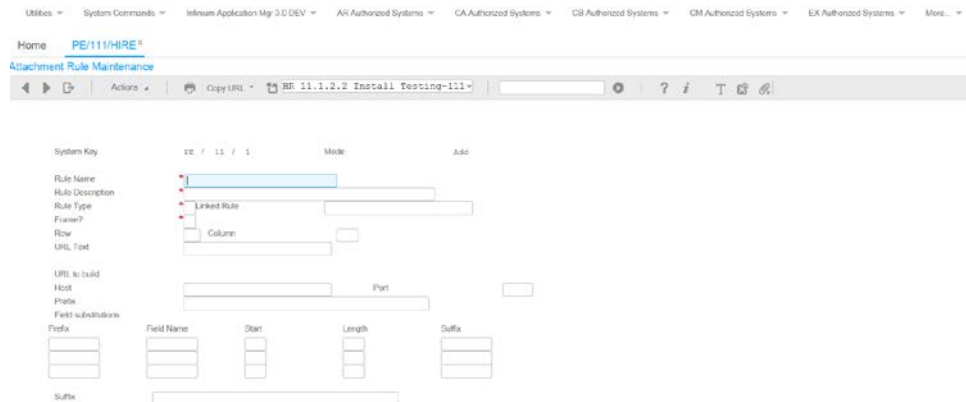 Utilities System Commands Infinium Application Mgr 3.0 DEV AR Authorized Systems CA Authorized Systems CB Authorized Systems CM Authorized Systems EX Authorized Systems More...
Home PE/111/HIRE
Attachment Rule Maintenance
Actions Copy URL HR 11.1.2.2 Install Testing-111 ? i T
System Key PE / 11 / 1 Mode Add
Rule Name *
Rule Description *
Rule Type * Linked Rule
Frame? *
Row Column
URL Text
URL to build
Host Port
Prefix
Field substitutions
Prefix Field Name Start Length Suffix
Suffix